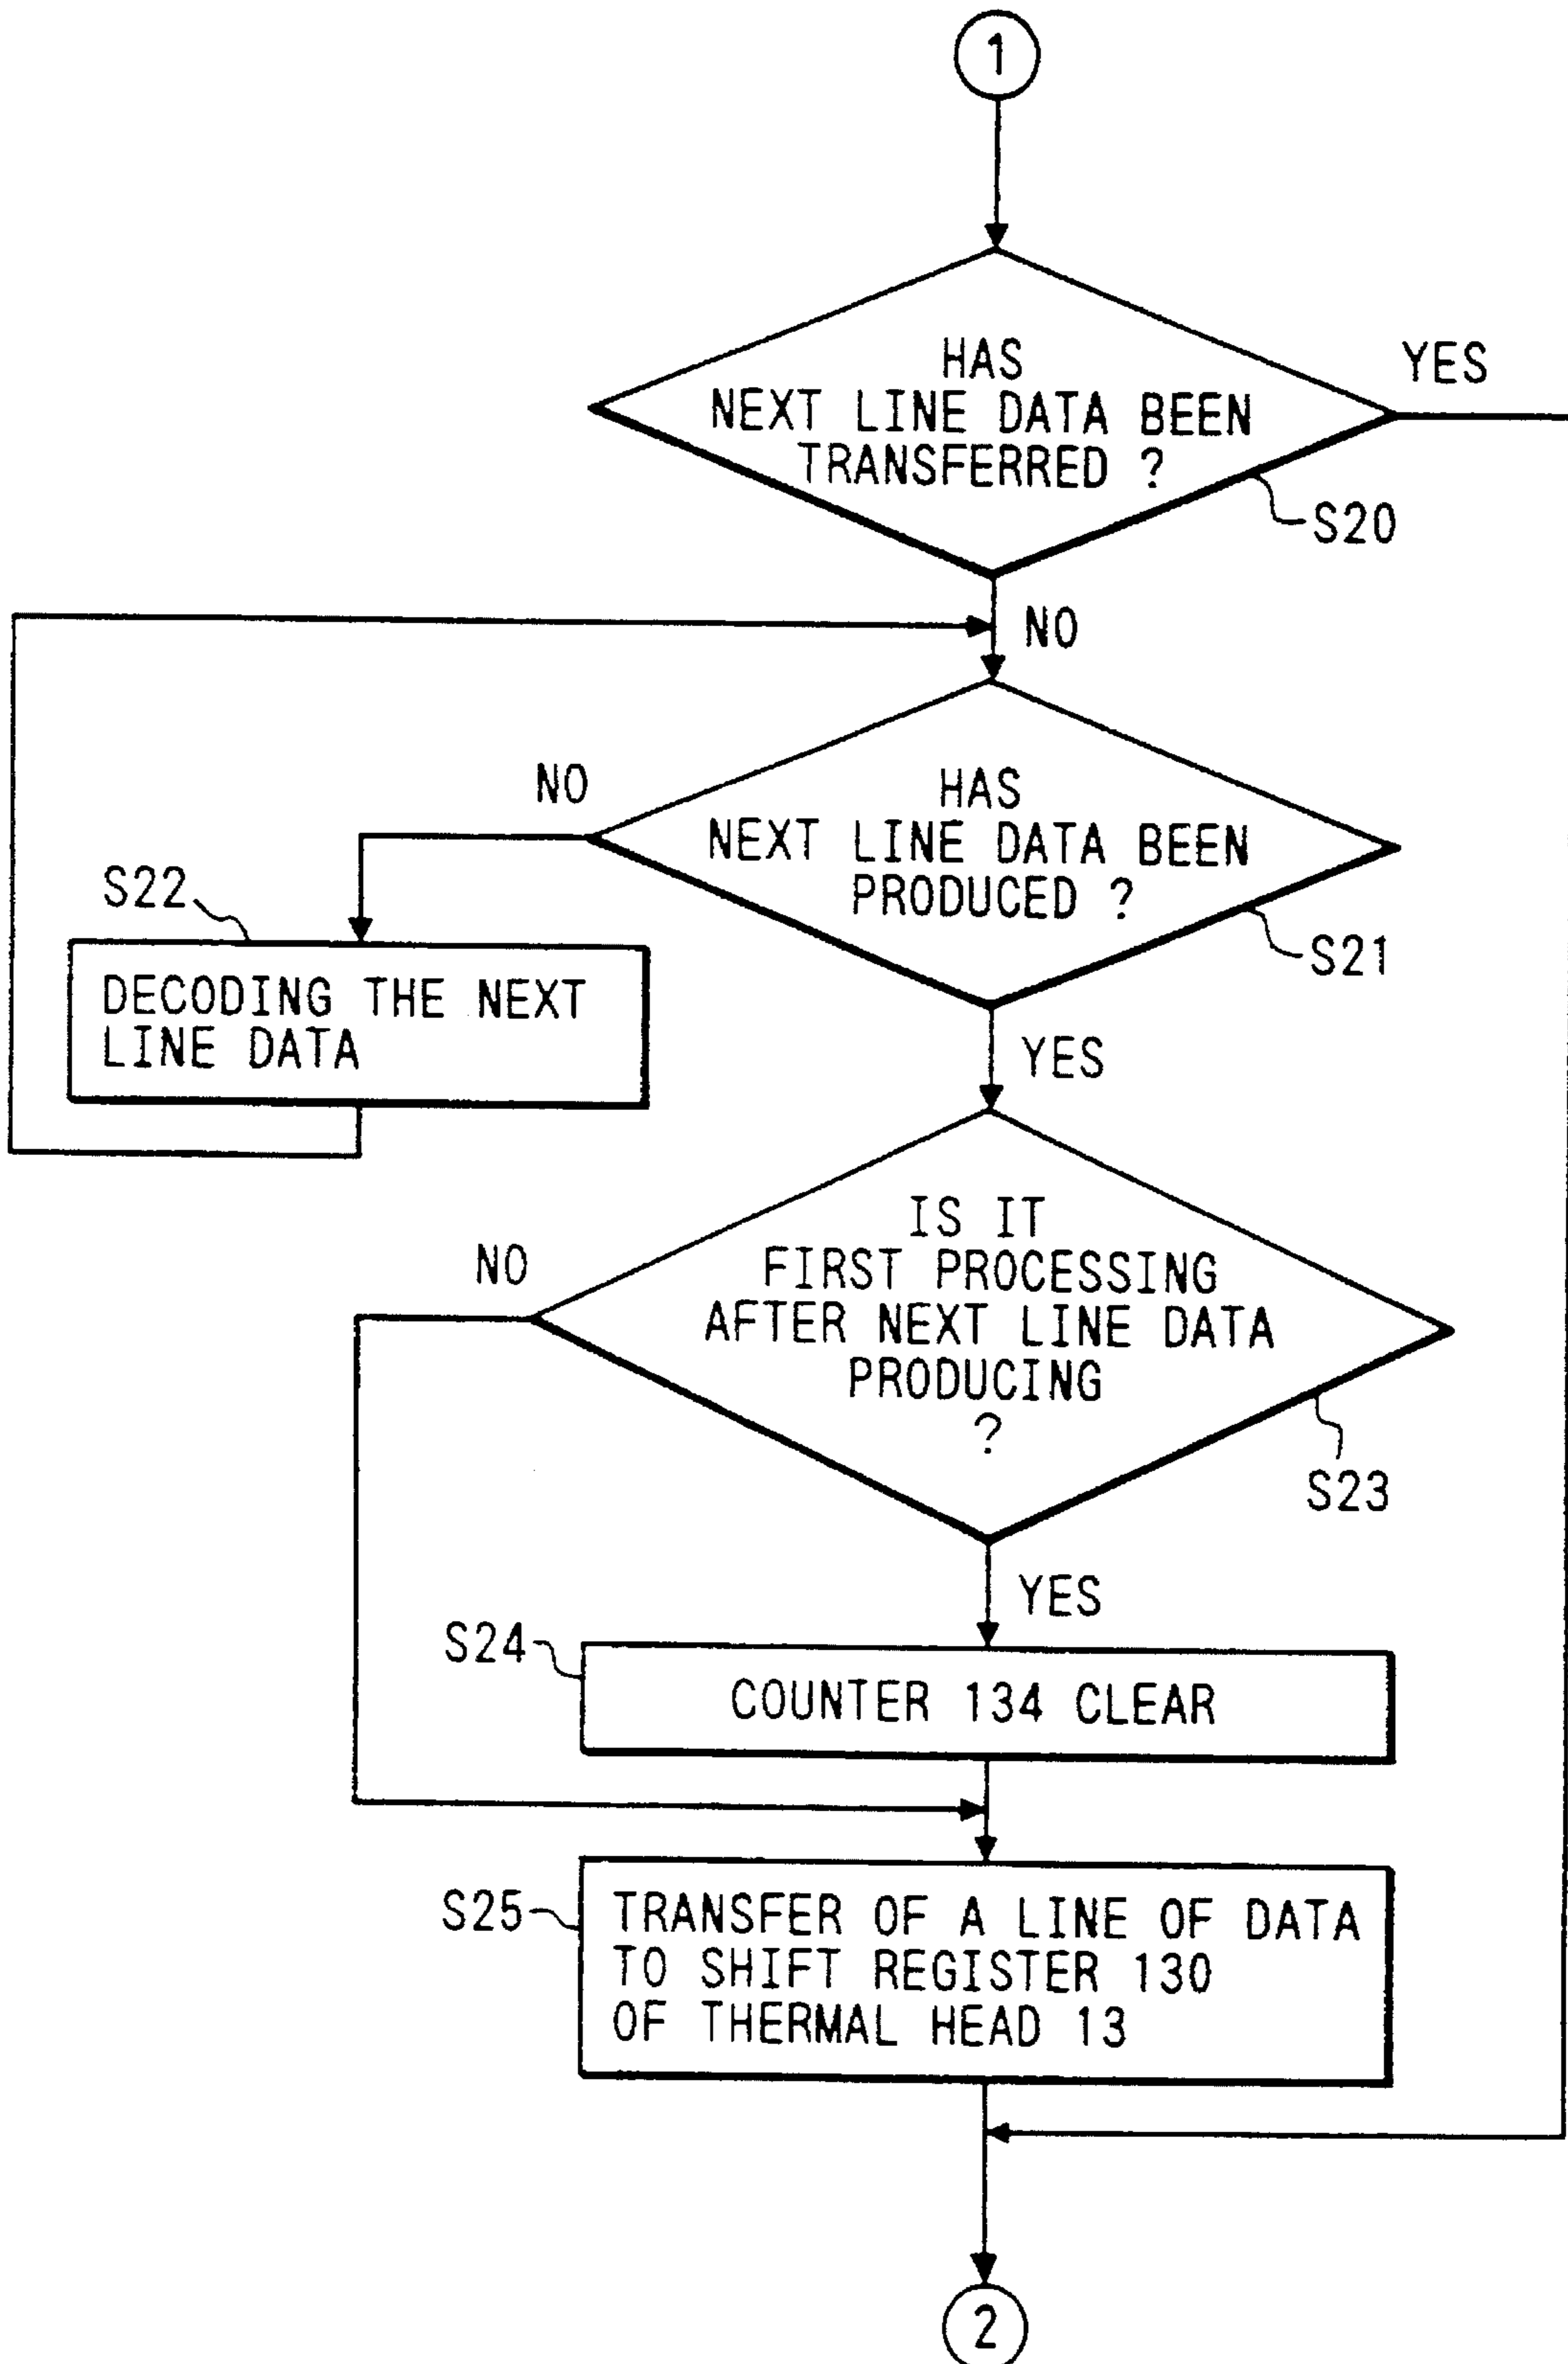 1
HAS
NEXT LINE DATA BEEN
TRANSFERRED ?
YES
S20
NO
HAS
NEXT LINE DATA BEEN
PRODUCED ?
NO
S21
S22
DECODING THE NEXT
LINE DATA
YES
IS IT
FIRST PROCESSING
AFTER NEXT LINE DATA
PRODUCING
?
NO
S23
YES
S24
COUNTER 134 CLEAR
S25
TRANSFER OF A LINE OF DATA
TO SHIFT REGISTER 130
OF THERMAL HEAD 13
2